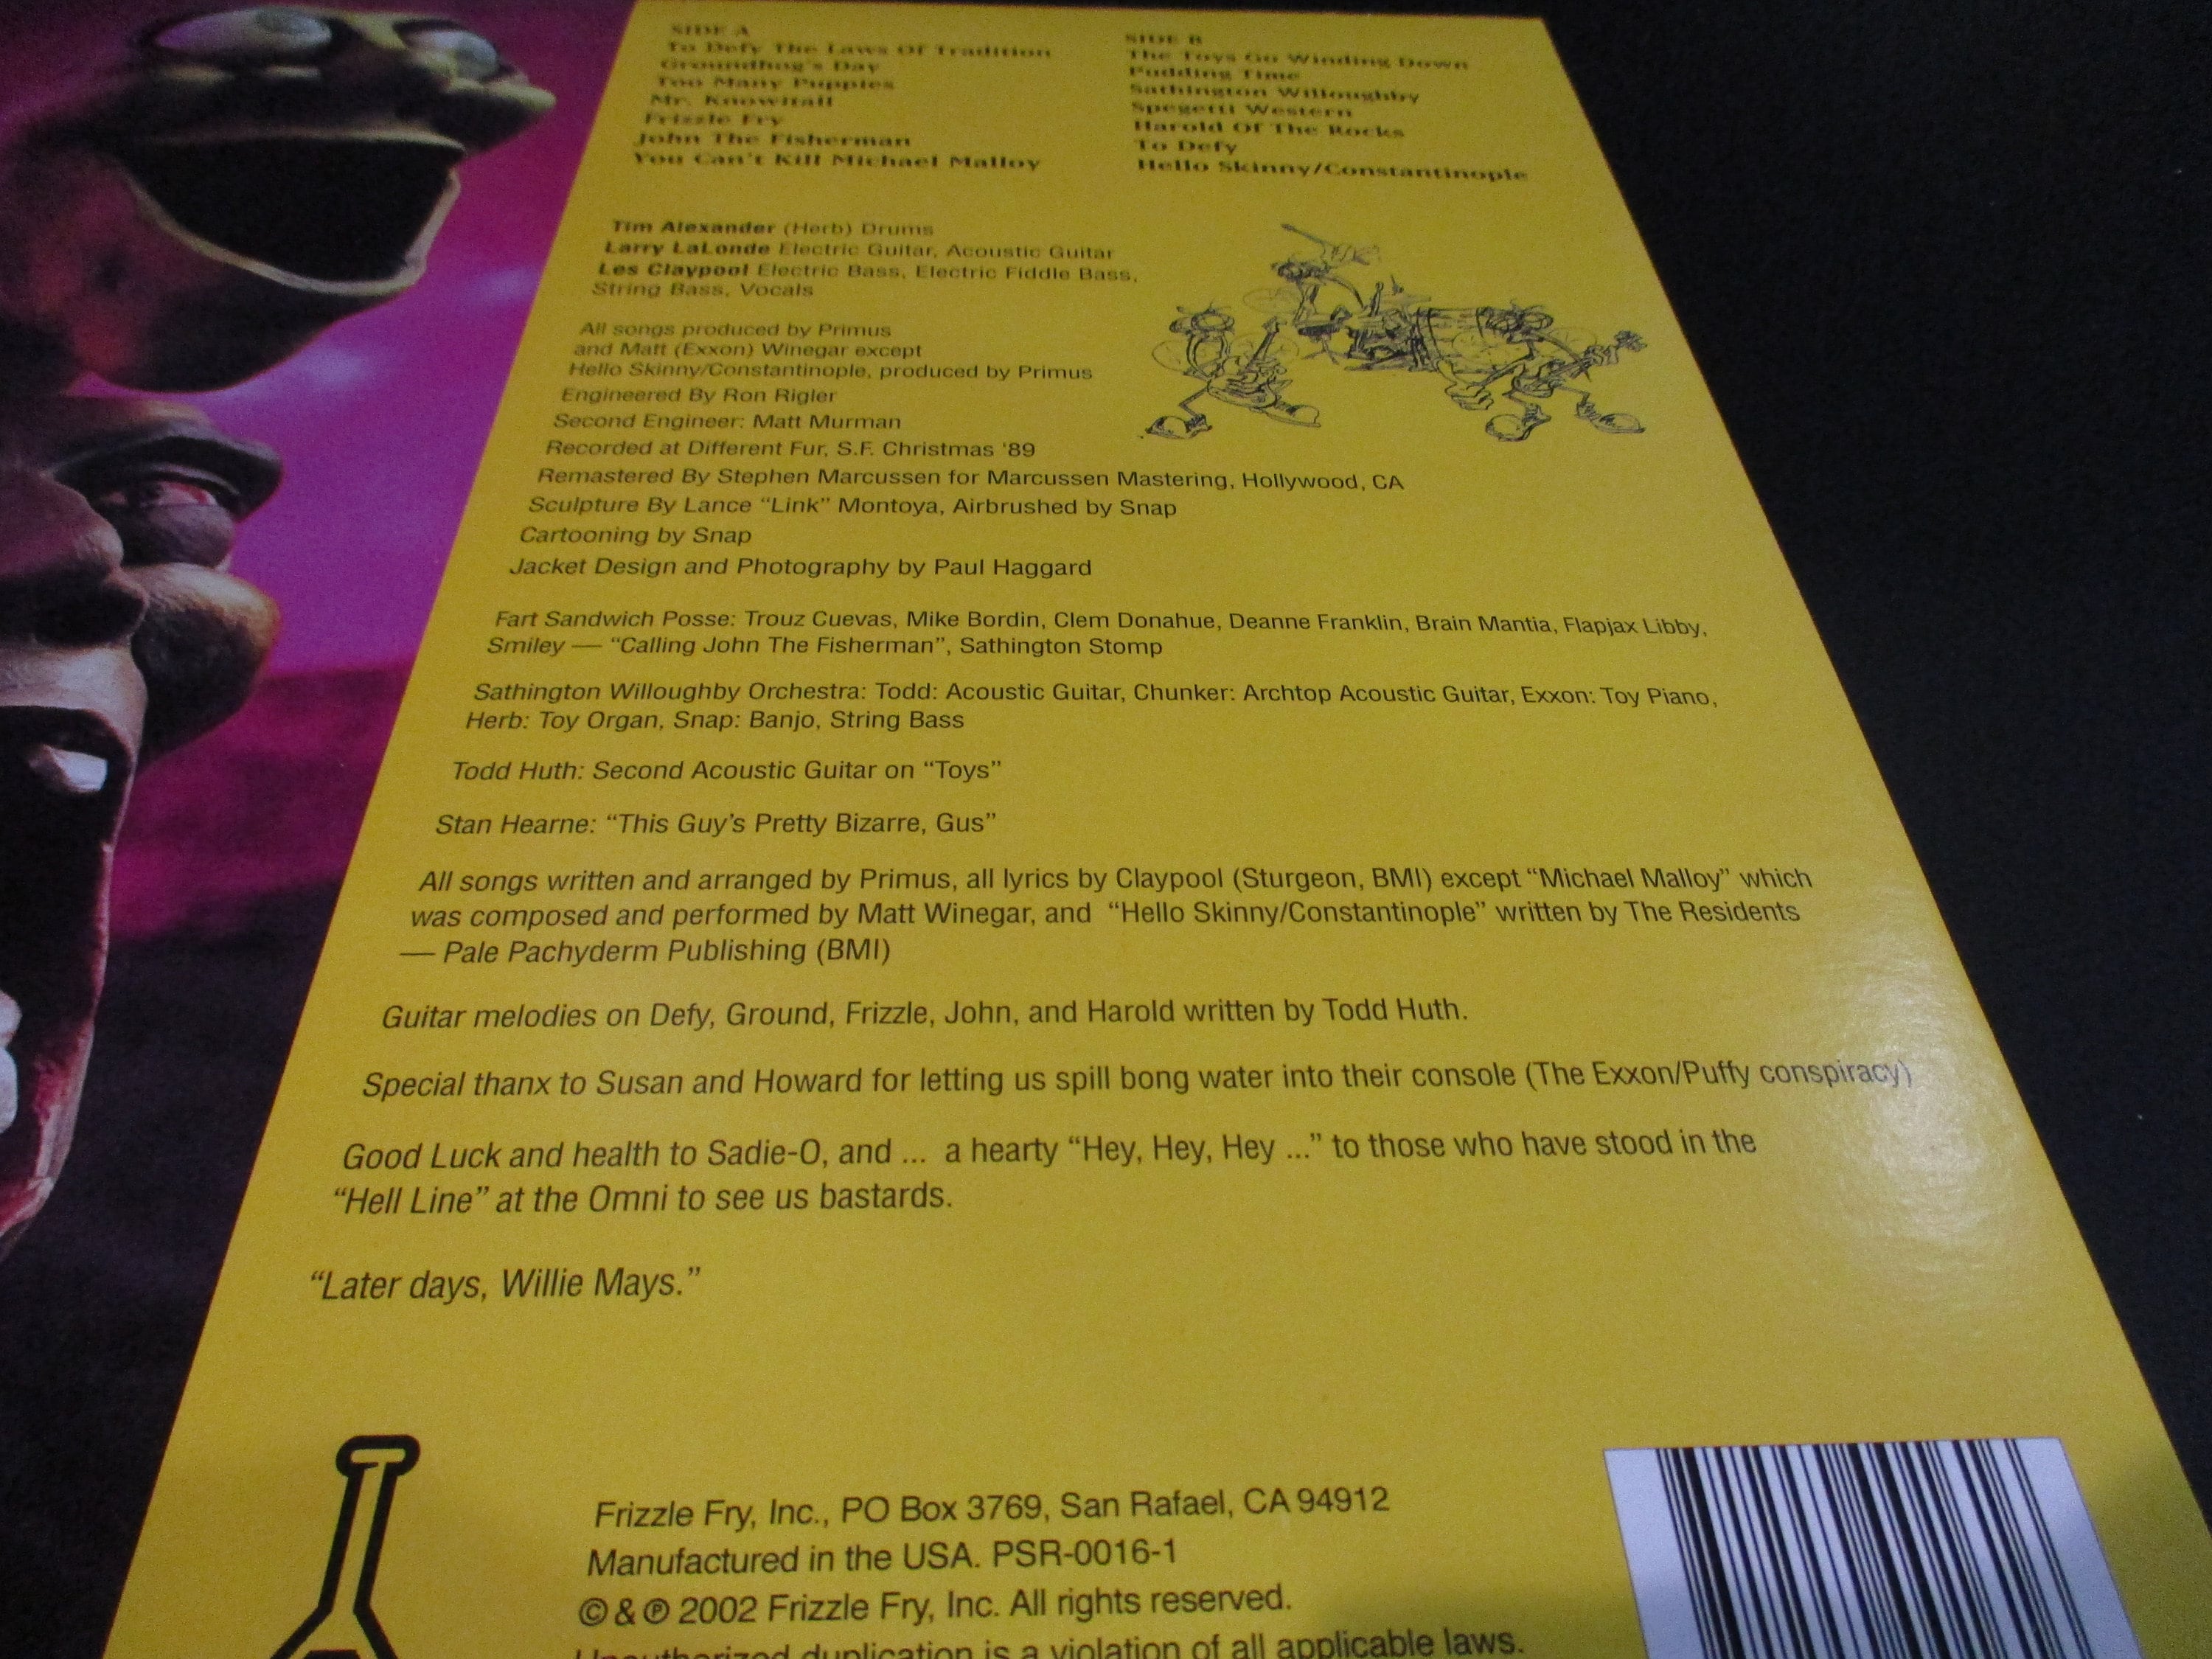 SIDE A
To Defy The Laws Of Tradition
Groundhog's Day
Too Many Puppies
Mr. Knowitall
Frizzle Fry
John The Fisherman
You Can't Kill Michael Malloy
SIDE B
The Toys Go Winding Down
Pudding Time
Sathington Willoughby
Spegetti Western
Harold Of The Rocks
To Defy
Hello Skinny/Constantinople
Tim Alexander (Herb) Drums
Larry LaLonde Electric Guitar, Acoustic Guitar
Les Claypool Electric Bass, Electric Fiddle Bass,
String Bass, Vocals
All songs produced by Primus
and Matt (Exxon) Winegar except
Hello Skinny/Constantinople, produced by Primus
Engineered By Ron Rigler
Second Engineer: Matt Murman
Recorded at Different Fur, S.F. Christmas '89
Remastered By Stephen Marcussen for Marcussen Mastering, Hollywood, CA
Sculpture By Lance “Link” Montoya, Airbrushed by Snap
Cartooning by Snap
Jacket Design and Photography by Paul Haggard
Fart Sandwich Posse: Trouz Cuevas, Mike Bordin, Clem Donahue, Deanne Franklin, Brain Mantia, Flapjax Libby,
Smiley — “Calling John The Fisherman”, Sathington Stomp
Sathington Willoughby Orchestra: Todd: Acoustic Guitar, Chunker: Archtop Acoustic Guitar, Exxon: Toy Piano,
Herb: Toy Organ, Snap: Banjo, String Bass
Todd Huth: Second Acoustic Guitar on “Toys”
Stan Hearne: “This Guy's Pretty Bizarre, Gus”
All songs written and arranged by Primus, all lyrics by Claypool (Sturgeon, BMI) except “Michael Malloy” which
was composed and performed by Matt Winegar, and “Hello Skinny/Constantinople” written by The Residents
— Pale Pachyderm Publishing (BMI)
Guitar melodies on Defy, Ground, Frizzle, John, and Harold written by Todd Huth.
Special thanx to Susan and Howard for letting us spill bong water into their console (The Exxon/Puffy conspiracy)
Good Luck and health to Sadie-O, and ... a hearty “Hey, Hey, Hey ...” to those who have stood in the
“Hell Line” at the Omni to see us bastards.
“Later days, Willie Mays.”
Frizzle Fry, Inc., PO Box 3769, San Rafael, CA 94912
Manufactured in the USA. PSR-0016-1
© & ℗ 2002 Frizzle Fry, Inc. All rights reserved.
Unauthorized duplication is a violation of all applicable laws.